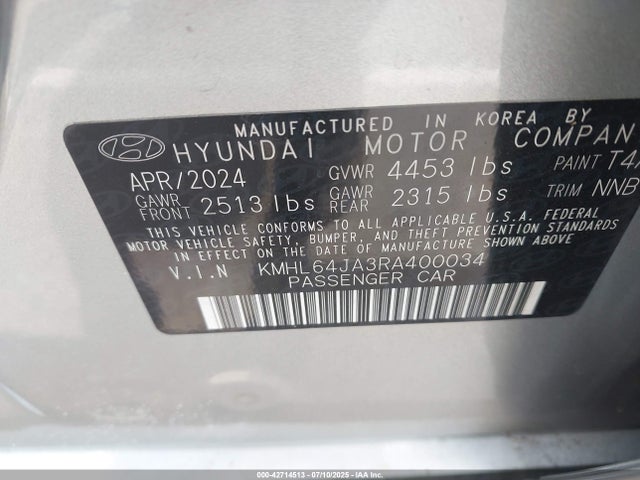 MANUFACTURED IN KOREA BY
HYUNDAI MOTOR COMPAN
APR/2024 GVWR 4453 lbs PAINT T4
GAWR FRONT 2513 lbs GAWR REAR 2315 lbs TRIM NNB
THIS VEHICLE CONFORMS TO ALL APPLICABLE U.S.A. FEDERAL
MOTOR VEHICLE SAFETY, BUMPER, AND THEFT PREVENTION STANDARDS
IN EFFECT ON THE DATE OF MANUFACTURE SHOWN ABOVE.
V.I.N KMHL64JA3RA400034
PASSENGER CAR
000-42714513 - 07/10/2025 - IAAI.COM